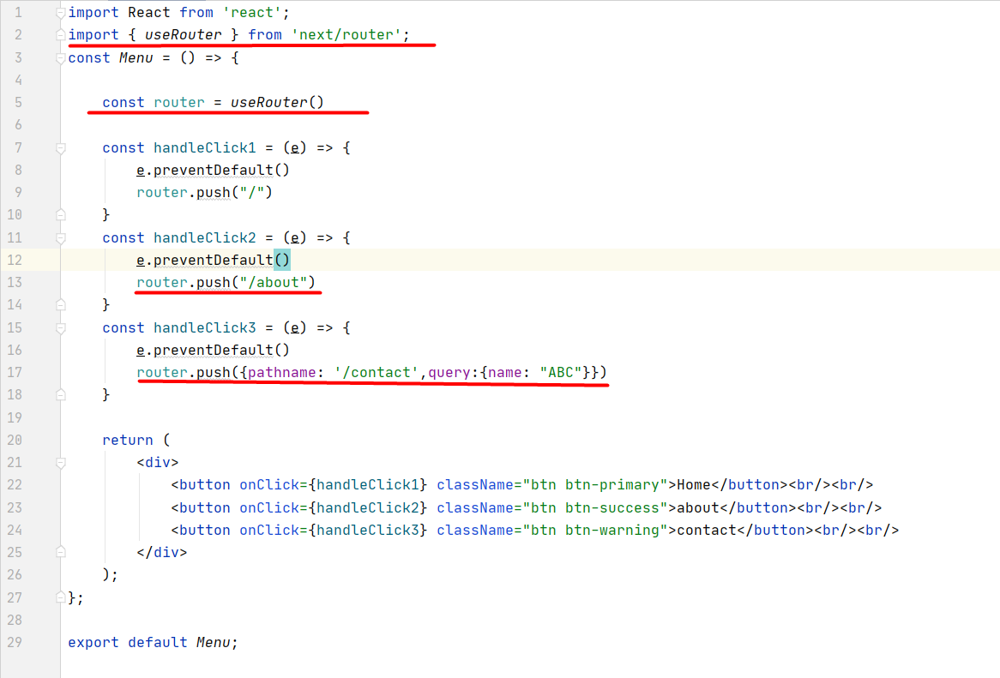 1 import React from 'react';
2 import { useRouter } from 'next/router';
3 const Menu = () => {
4
5     const router = useRouter()
6
7     const handleClick1 = (e) => {
8         e.preventDefault()
9         router.push("/")
10     }
11     const handleClick2 = (e) => {
12         e.preventDefault()
13         router.push("/about")
14     }
15     const handleClick3 = (e) => {
16         e.preventDefault()
17         router.push({pathname: '/contact',query:{name: "ABC"}})
18     }
19
20     return (
21         <div>
22             <button onClick={handleClick1} className="btn btn-primary">Home</button><br/><br/>
23             <button onClick={handleClick2} className="btn btn-success">about</button><br/><br/>
24             <button onClick={handleClick3} className="btn btn-warning">contact</button><br/><br/>
25         </div>
26     );
27 };
28
29 export default Menu;